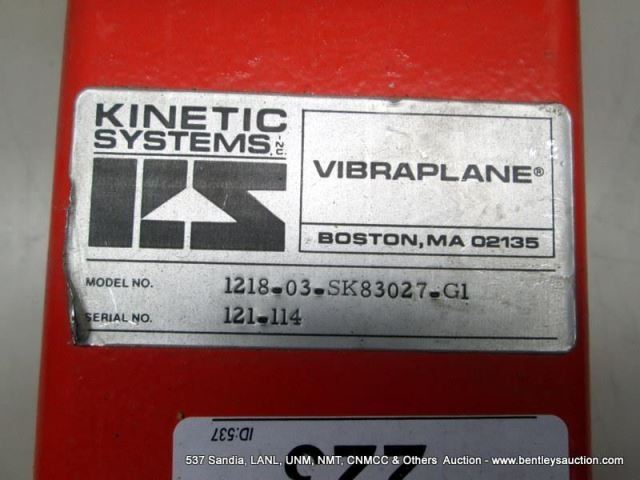 KINETIC
SYSTEMS, INC.
VIBRAPLANE®
BOSTON, MA 02135
MODEL NO. 1218-03-SK83027-G1
SERIAL NO. 121-114
ID:537
537 Sandia, LANL, UNM, NMT, CNMCC & Others Auction - www.bentleysauction.com